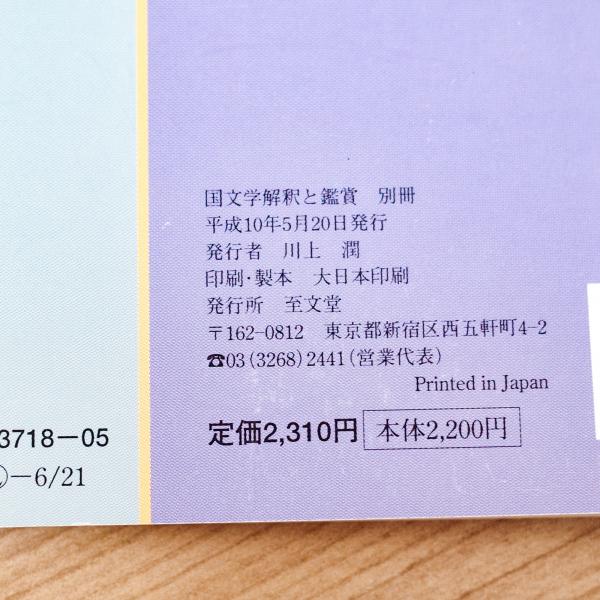 国文学解釈と鑑賞 別冊
平成10年5月20日発行
発行者 川上 潤
印刷・製本 大日本印刷
発行所 至文堂
〒162-0812 東京都新宿区西五軒町4-2
☎03(3268)2441(営業代表)
Printed in Japan
定価2,310円 本体2,200円
3718-05
-6/21